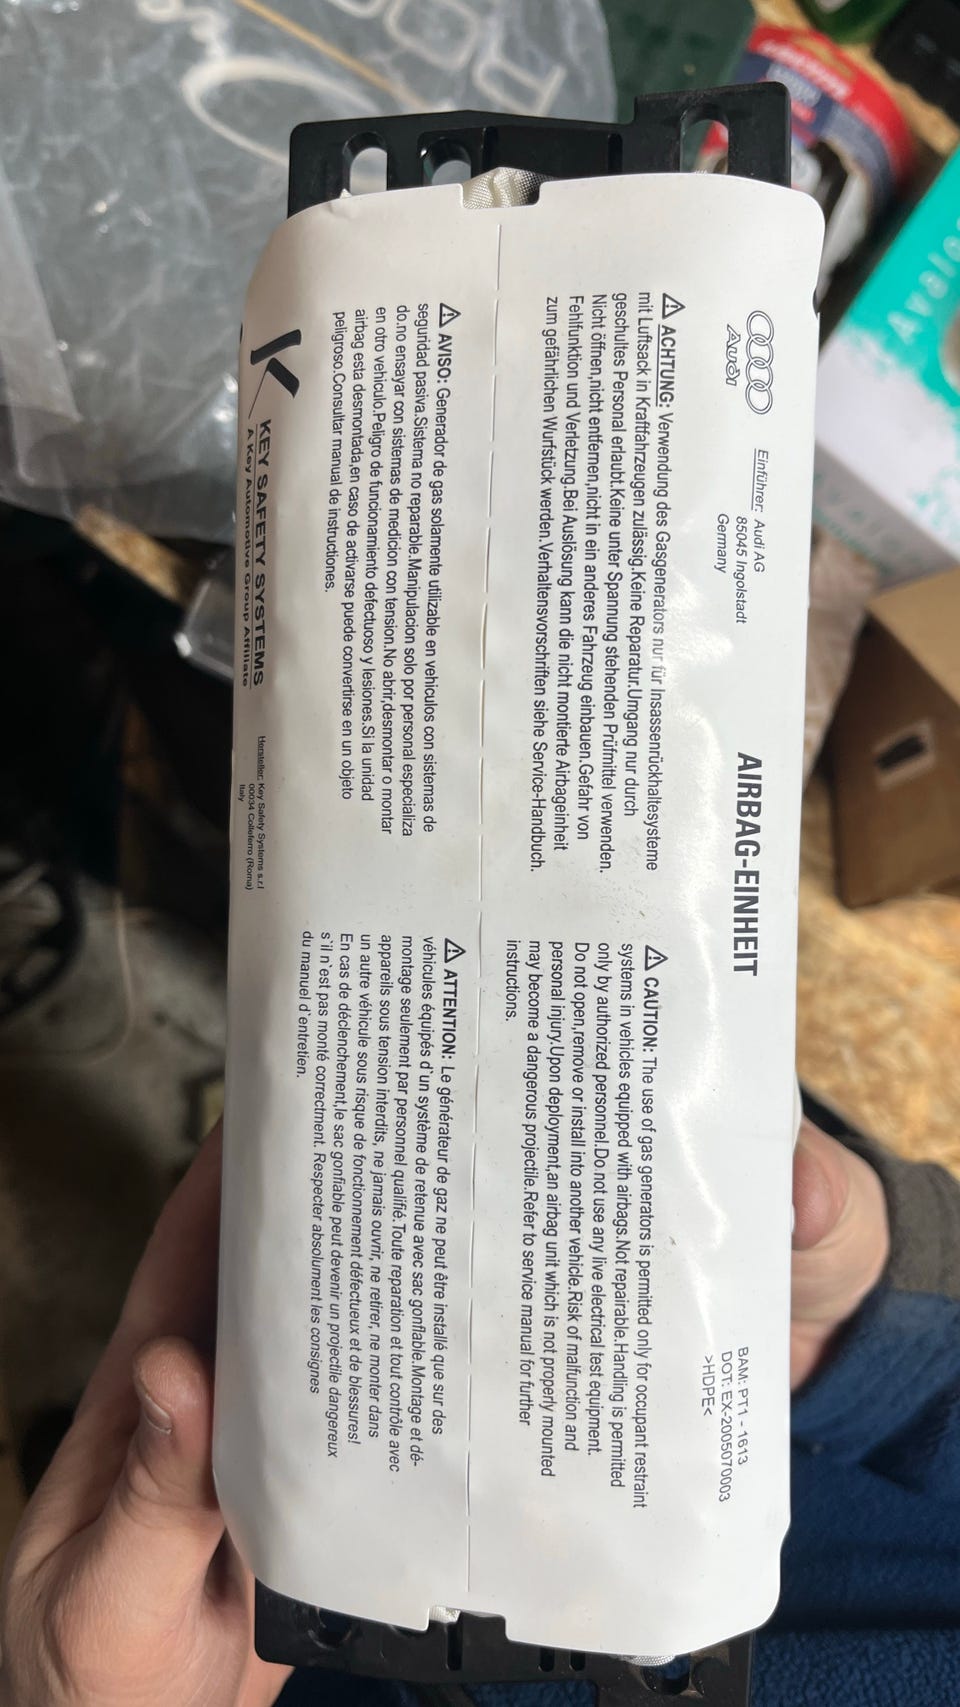 Audi
Einführer: Audi AG
85045 Ingolstadt
Germany
AIRBAG-EINHEIT
BAM: PT1 - 1613
DOT: EX-2005070003
>HDPE<
⚠ ACHTUNG: Verwendung des Gasgenerators nur für Insassenrückhaltesysteme
mit Luftsack in Kraftfahrzeugen zulässig.Keine Reparatur.Umgang nur durch
geschultes Personal erlaubt.Keine unter Spannung stehenden Prüfmittel verwenden.
Nicht öffnen,nicht entfernen,nicht in ein anderes Fahrzeug einbauen.Gefahr von
Fehlfunktion und Verletzung.Bei Auslösung kann die nicht montierte Airbageinheit
zum gefährlichen Wurfstück werden.Verhaltensvorschriften siehe Service-Handbuch.
⚠ CAUTION: The use of gas generators is permitted only for occupant restraint
systems in vehicles equipped with airbags.Not repairable.Handling is permitted
only by authorized personnel.Do not use any live electrical test equipment.
Do not open,remove or install into another vehicle.Risk of malfunction and
personal injury.Upon deployment,an airbag unit which is not properly mounted
may become a dangerous projectile.Refer to service manual for further
instructions.
⚠ AVISO: Generador de gas solamente utilizable en vehiculos con sistemas de
seguridad pasiva.Sistema no reparable.Manipulacion solo por personal especializa
do.no ensayar con sistemas de medicion con tension.No abrir,desmontar o montar
en otro vehiculo.Peligro de funcionamiento defectuoso y lesiones.Si la unidad
airbag esta desmontada,en caso de activarse puede convertirse en un objeto
peligroso.Consultar manual de instructiones.
⚠ ATTENTION: Le générateur de gaz ne peut être installé que sur des
véhicules équipés d`un système de retenue avec sac gonflable.Montage et dé-
montage seulement par personnel qualifié.Toute reparation et tout contrôle avec
appareils sous tension interdits, ne jamais ouvrir, ne retirer, ne monter dans
un autre véhicule sous risque de fonctionnement défectueux et de blessures!
En cas de déclenchement,le sac gonfiable peut devenir un projectile dangereux
s`il n`est pas monté correctment. Respecter absolument les consignes
du manuel d`entretien.
K
KEY SAFETY SYSTEMS
A Key Automotive Group Affiliate
Hersteller: Key Safety Systems s.r.l
00034 Colleferro (Roma)
Italy